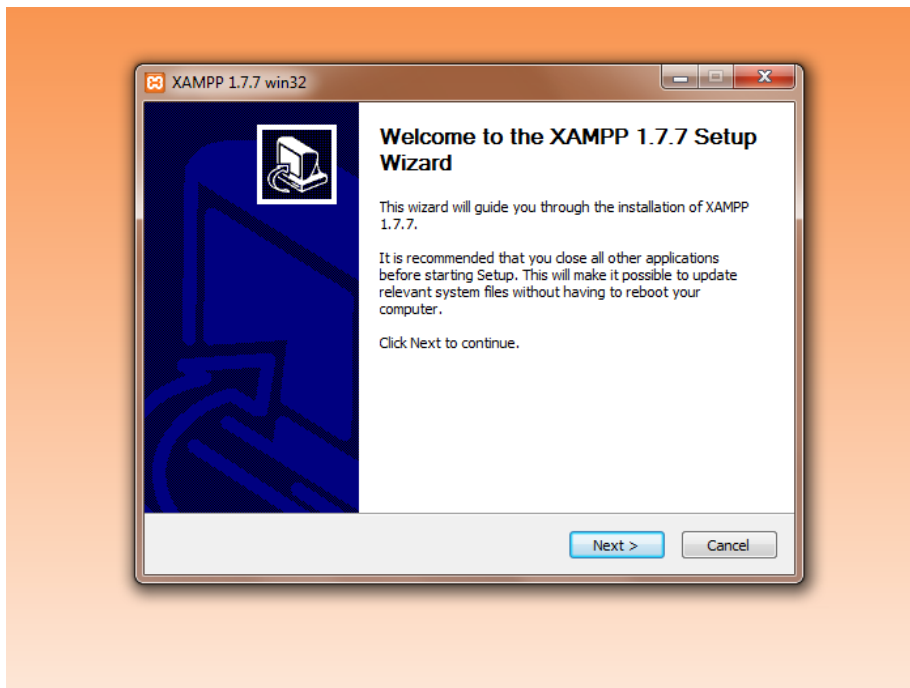 XAMPP 1.7.7 win32
Welcome to the XAMPP 1.7.7 Setup
Wizard
This wizard will guide you through the installation of XAMPP
1.7.7.
It is recommended that you close all other applications
before starting Setup. This will make it possible to update
relevant system files without having to reboot your
computer.
Click Next to continue.
Next >
Cancel